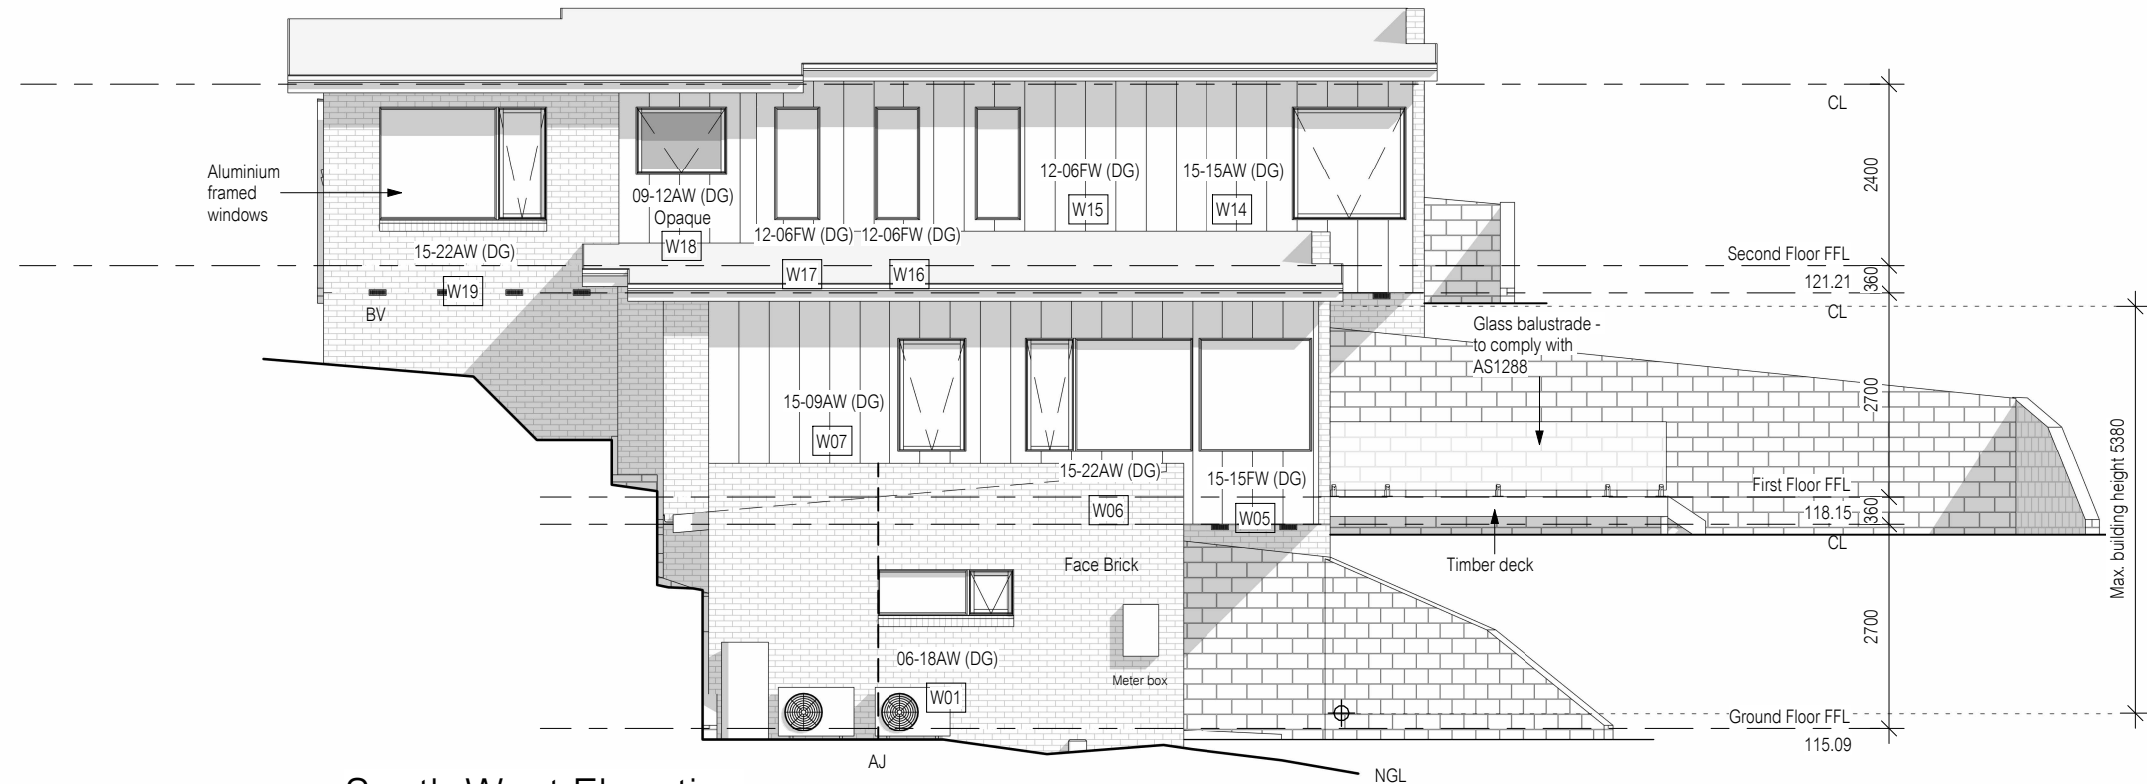 CL
Aluminium
framed
windows
2400
12-06FW (DG)
15-15AW (DG)
09-12AW (DG)
Opaque
W15
W14
12-06FW (DG)
12-06FW (DG)
W18
15-22AW (DG)
Second Floor FFL
W17
W16
121.21
360
W19
BV
CL
Glass balustrade -
to comply with
AS1288
15-09AW (DG)
2700
W07
15-22AW (DG)
15-15FW (DG)
First Floor FFL
W06
W05
118.15
360
CL
Max. building height 5380
Face Brick
Timber deck
2700
06-18AW (DG)
Meter box
W01
Ground Floor FFL
115.09
AJ
NGL